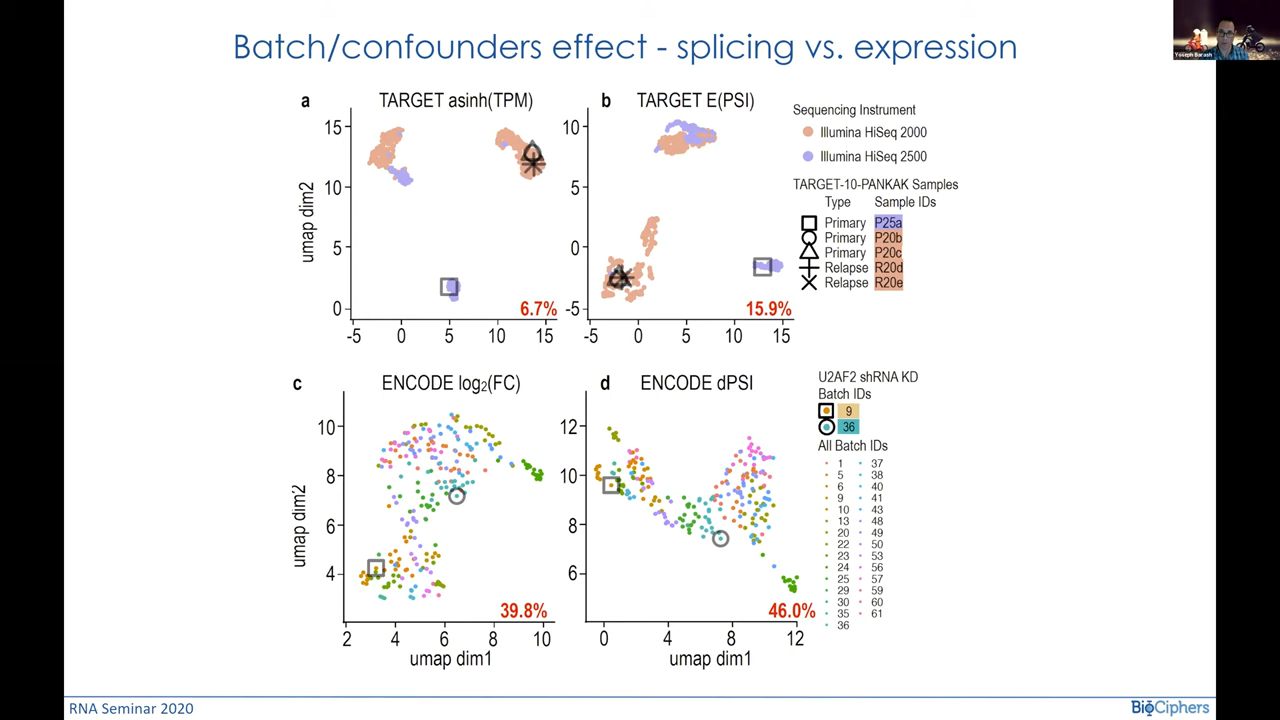 Batch/confounders effect - splicing vs. expression
Yoseph Barash
a
TARGET asinh(TPM)
b
TARGET E(PSI)
umap dim2
15
10
5
0
-5
0
5
10
15
6.7%
10
5
0
-5
-5
0
5
10
15
15.9%
Sequencing Instrument
Illumina HiSeq 2000
Illumina HiSeq 2500
TARGET-10-PANKAK Samples
Type Sample IDs
Primary P25a
Primary P20b
Primary P20c
Relapse R20d
Relapse R20e
c
ENCODE log2(FC)
d
ENCODE dPSI
umap dim2
10
8
6
4
2
4
6
8
10
39.8%
umap dim1
12
10
8
6
0
4
8
12
46.0%
umap dim1
U2AF2 shRNA KD
Batch IDs
9
36
All Batch IDs
1 37
5 38
6 40
9 41
10 43
13 48
20 49
22 50
23 53
24 56
25 57
29 59
30 60
35 61
36
RNA Seminar 2020
BioCiphers